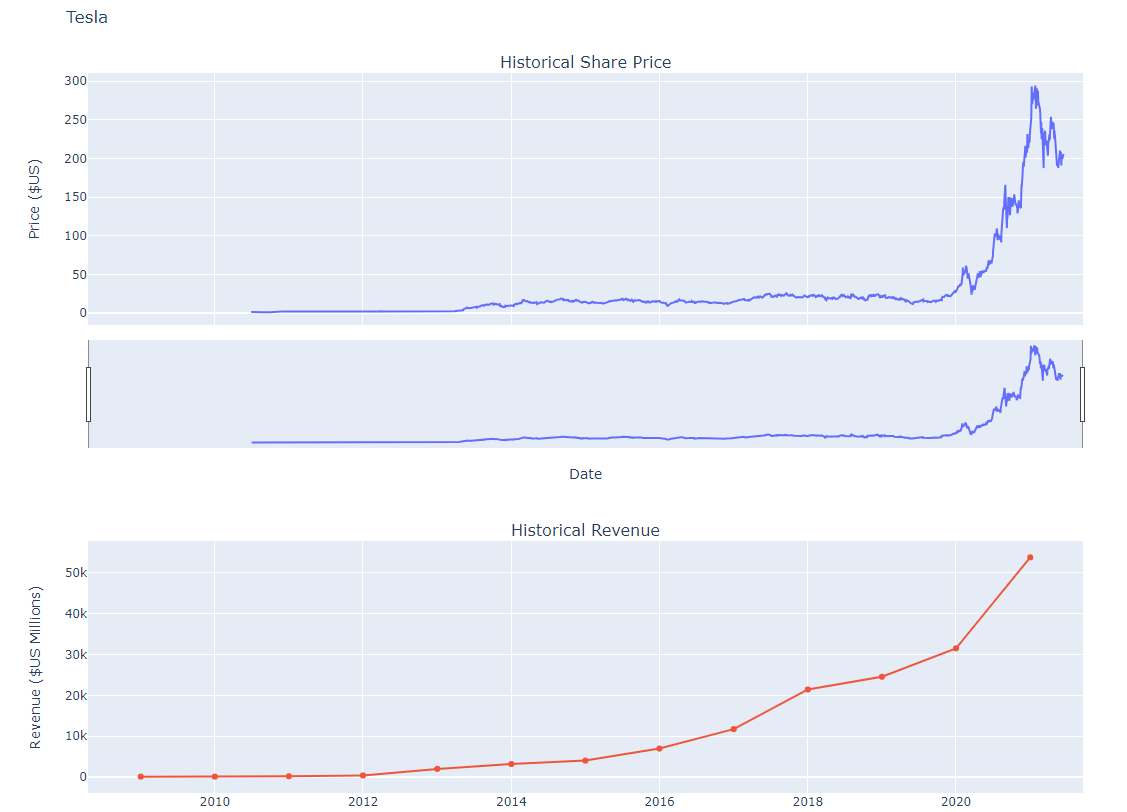 Tesla
Historical Share Price
Price ($US)
300
250
200
150
100
50
0
Date
Historical Revenue
Revenue ($US Millions)
50k
40k
30k
20k
10k
0
2010
2012
2014
2016
2018
2020